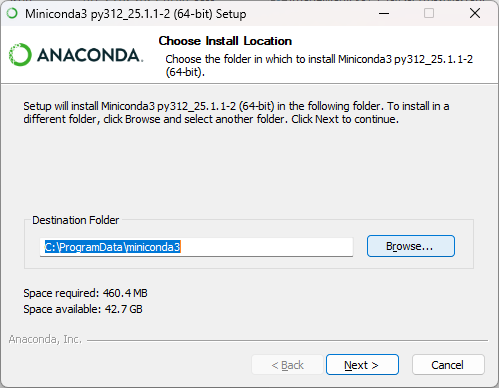 Miniconda3 py312_25.1.1-2 (64-bit) Setup
ANACONDA.
Choose Install Location
Choose the folder in which to install Miniconda3 py312_25.1.1-2
(64-bit).
Setup will install Miniconda3 py312_25.1.1-2 (64-bit) in the following folder. To install in a
different folder, click Browse and select another folder. Click Next to continue.
Destination Folder
C:\ProgramData\miniconda3
Browse...
Space required: 460.4 MB
Space available: 42.7 GB
Anaconda, Inc.
< Back
Next >
Cancel